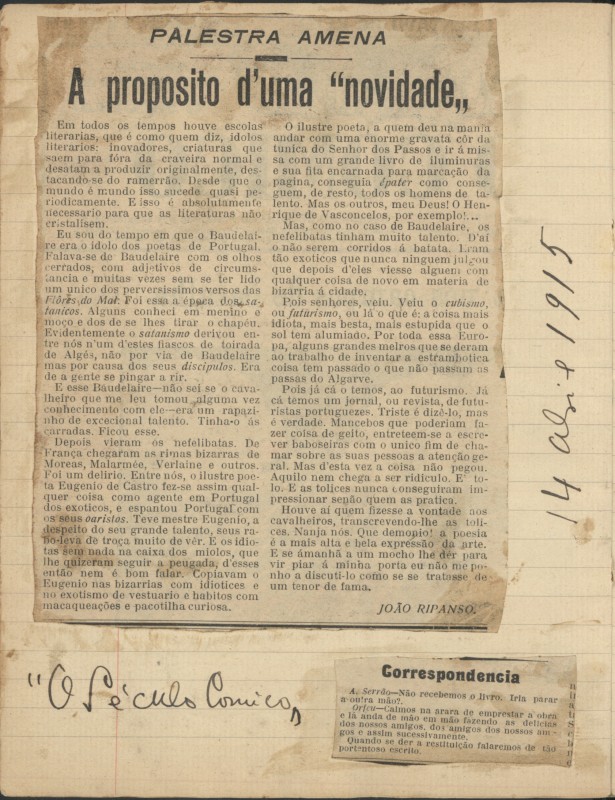 PALESTRA AMENA
A proposito d'uma "novidade„
Em todos os tempos houve escolas
literarias, que é como quem diz, idolos
literarios: inovadores, criaturas que
saem para fóra da craveira normal e
desatam a produzir originalmente, des-
tacando-se do ramerrão. Desde que o
mundo é mundo isso sucede quasi pe-
riodicamente. E isso é absolutamente
necessario para que as literaturas não
cristalisem.
Eu sou do tempo em que o Baudelai-
re era o idolo dos poetas de Portugal.
Falava-se de Baudelaire com os olhos
cerrados, com adjetivos de circums-
tancia e muitas vezes sem se ter lido
um unico dos perversissimos versos das
Flôres do Mal. Foi essa a época dos sa-
tanicos. Alguns conheci em menino e
moço e dos de se lhes tirar o chapéu.
Evidentemente o satanismo derivou en-
tre nós n'um d'estes fiascos de toirada
de Algés, não por via de Baudelaire
mas por causa dos seus discipulos. Era
de a gente se pingar a rir.
E esse Baudelaire—não sei se o cava-
lheiro que me leu tomou alguma vez
conhecimento com ele—era um rapazi-
nho de excecional talento. Tinha-o ás
carradas. Ficou esse.
Depois vieram os nefelibatas. De
França chegaram as rimas bizarras de
Moreas, Malarmée, Verlaine e outros.
Foi um delirio. Entre nós, o ilustre poe-
ta Eugenio de Castro fez-se assim qual-
quer coisa como agente em Portugal
dos exoticos, e espantou Portugal com
os seus oaristos. Teve mestre Eugenio, a
despeito do seu grande talento, seus ra-
bo-leva de troça muito de vêr. E os idio-
tas sem nada na caixa dos miolos, que
lhe quizeram seguir a peugada, d'esses
então nem é bom falar. Copiavam o
Eugenio nas bizarrias com idiotices e
no exotismo de vestuario e habitos com
macaqueações e pacotilha curiosa.
O ilustre poeta, a quem deu na mania
andar com uma enorme gravata côr da
tunica do Senhor dos Passos e ir á mis-
sa com um grande livro de iluminuras
e sua fita encarnada para marcação da
pagina, conseguia épater como conse-
guem, de resto, todos os homens de ta-
lento. Mas os outros, meu Deus! O Hen-
rique de Vasconcelos, por exemplo!...
Mas, como no caso de Baudelaire, os
nefelibatas tinham muito talento. D'aí
o não serem corridos á batata. Eram
tão exoticos que nunca ninguem julgou
que depois d'eles viesse alguem com
qualquer coisa de novo em materia de
bizarria á cidade.
Pois senhores, veiu. Veiu o cubismo,
ou futurismo, ou lá o que é: a coisa mais
idiota, mais besta, mais estupida que o
sol tem alumiado. Por toda essa Euro-
pa, alguns grandes melros que se deram
ao trabalho de inventar a estrambotica
coisa tem passado o que não passam as
passas do Algarve.
Pois já cá o temos, ao futurismo. Já
cá temos um jornal, ou revista, de futu-
ristas portuguezes. Triste é dizê-lo, mas
é verdade. Mancebos que poderiam fa-
zer coisa de geito, entreteem-se a escre-
ver baboseiras com o unico fim de cha-
mar sobre as suas pessoas a atenção ge-
ral. Mas d'esta vez a coisa não pegou.
Aquilo nem chega a ser ridículo. E' to-
lo. E as tolices nunca conseguiram im-
pressionar senão quem as pratica.
Houve aí quem fizesse a vontade aos
cavalheiros, transcrevendo-lhe as toli-
ces. Nanja nós. Que demonio! a poesia
é a mais alta e bela expressão da arte.
E se ámanhã a um mocho lhe dér para
vir piar á minha porta eu não me po-
nho a discuti-lo como se se tratasse de
um tenor de fama.
JOÃO RIPANSO.
14 abril 1915
"O Século Comico„
Correspondencia
A. Serrão—Não recebemos o livro. Iria parar
a outra mão?.
Orfeu—Caímos na arara de emprestar a obra
e lá anda de mão em mão fazendo as delicias
dos nossos amigos, dos amigos dos nossos ami-
gos e assim sucessivamente.
Quando se der a restituição falaremos de tão
portentoso escrito.